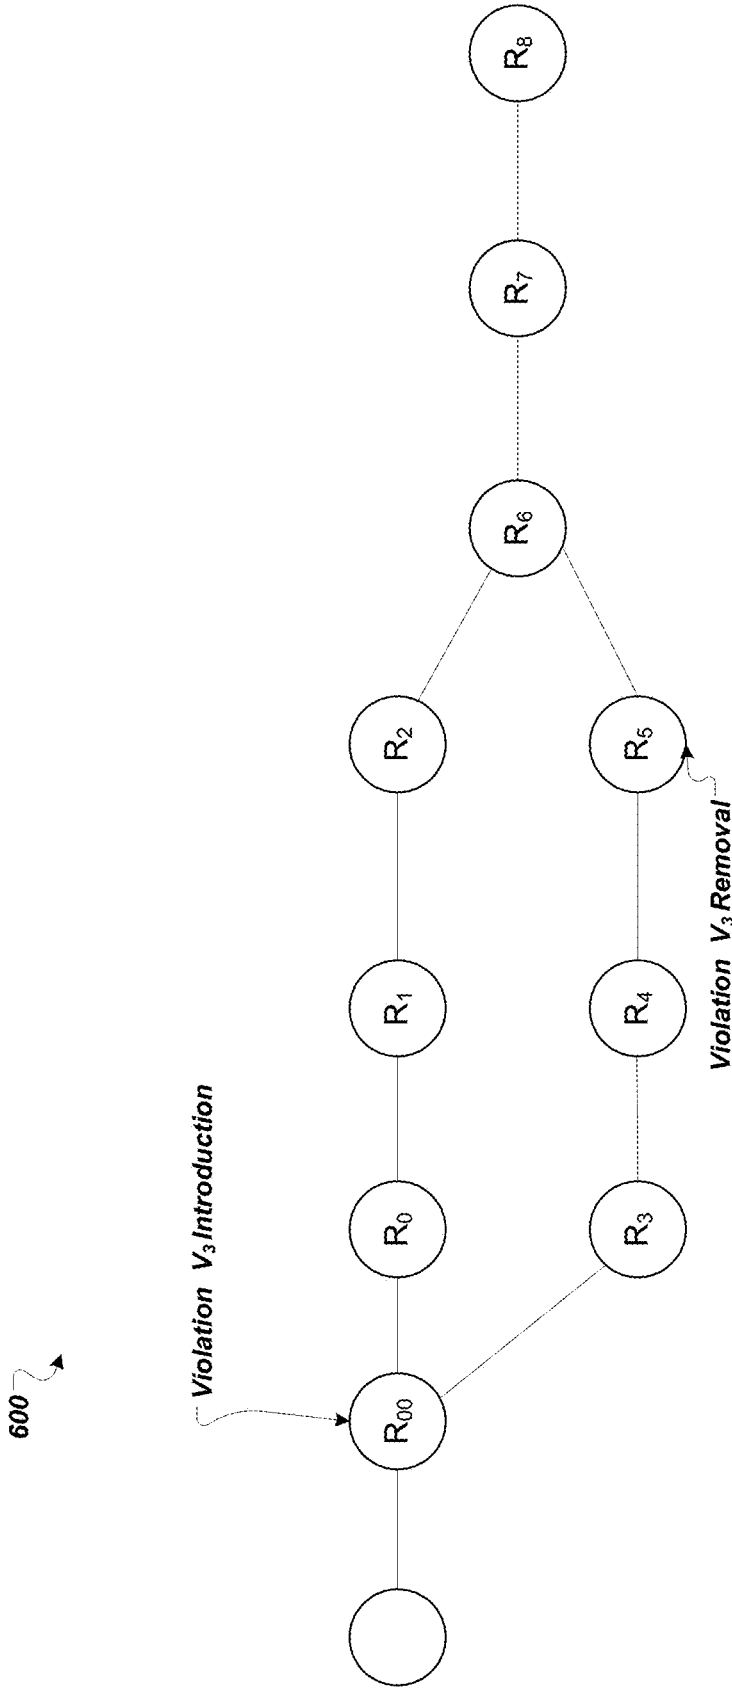 600
Violation V3 Introduction
R00
R0
R1
R2
R3
R4
R5
R6
R7
R8
Violation V3 Removal